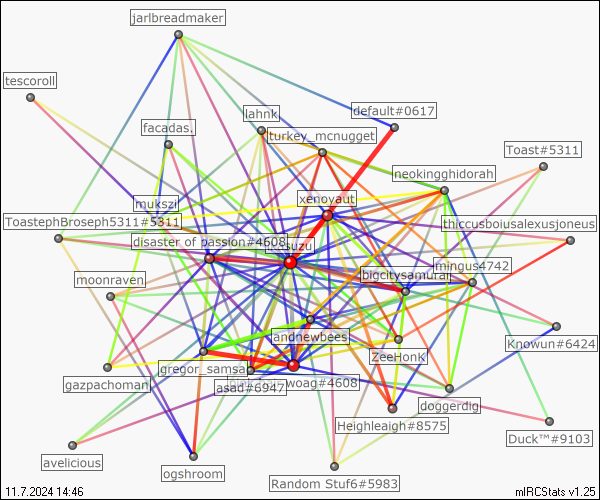 jarlbreadmaker
tescoroll
default#0617
lahnk.
facadas.
turkey_mcnugget
Toast#5311
neokingghidorah
xenoyaut
mukszi
ToastephBroseph5311#5311
thiccusboiusalexusjoneus
disaster of passion#4608
mingus4742
bigcitysamurai
moonraven
landnewbees
Knowun#6424
ZeeHonk
gregor_samsa
gazpachoman
asad#6947
woag#4608
doggerdig
Heighleaigh#8575
Duck™#9103
avelicious
ogshroom
Random Stuf6#5983
11.7.2024 14:46
mIRCStats v1.25